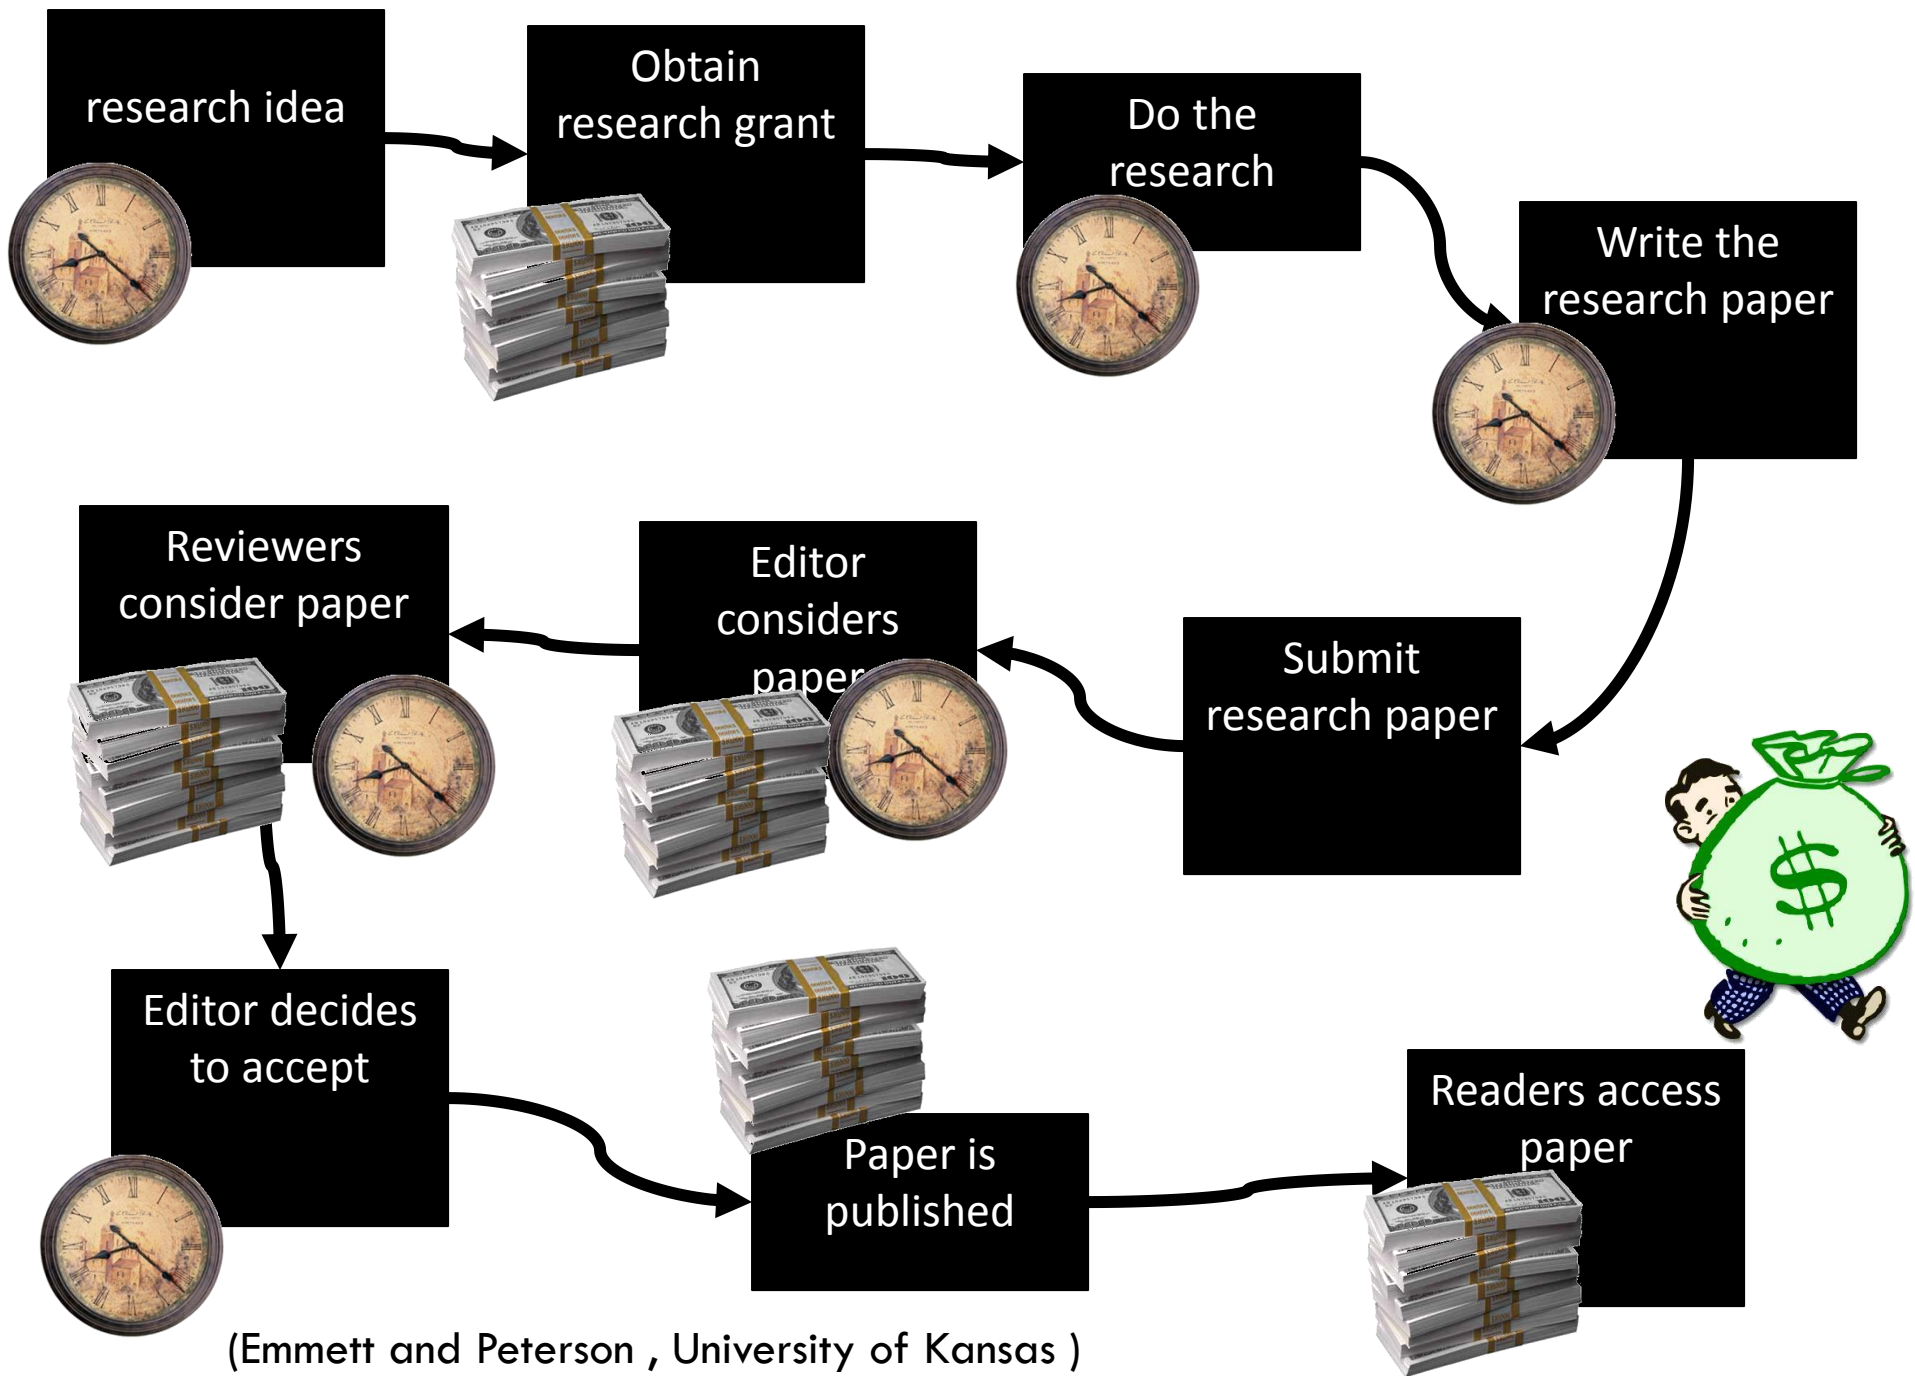 research idea
Obtain
research grant
Do the
research
Write the
research paper
Submit
research paper
Editor
considers
paper
Reviewers
consider paper
Editor decides
to accept
Paper is
published
Readers access
paper
$
(Emmett and Peterson , University of Kansas )